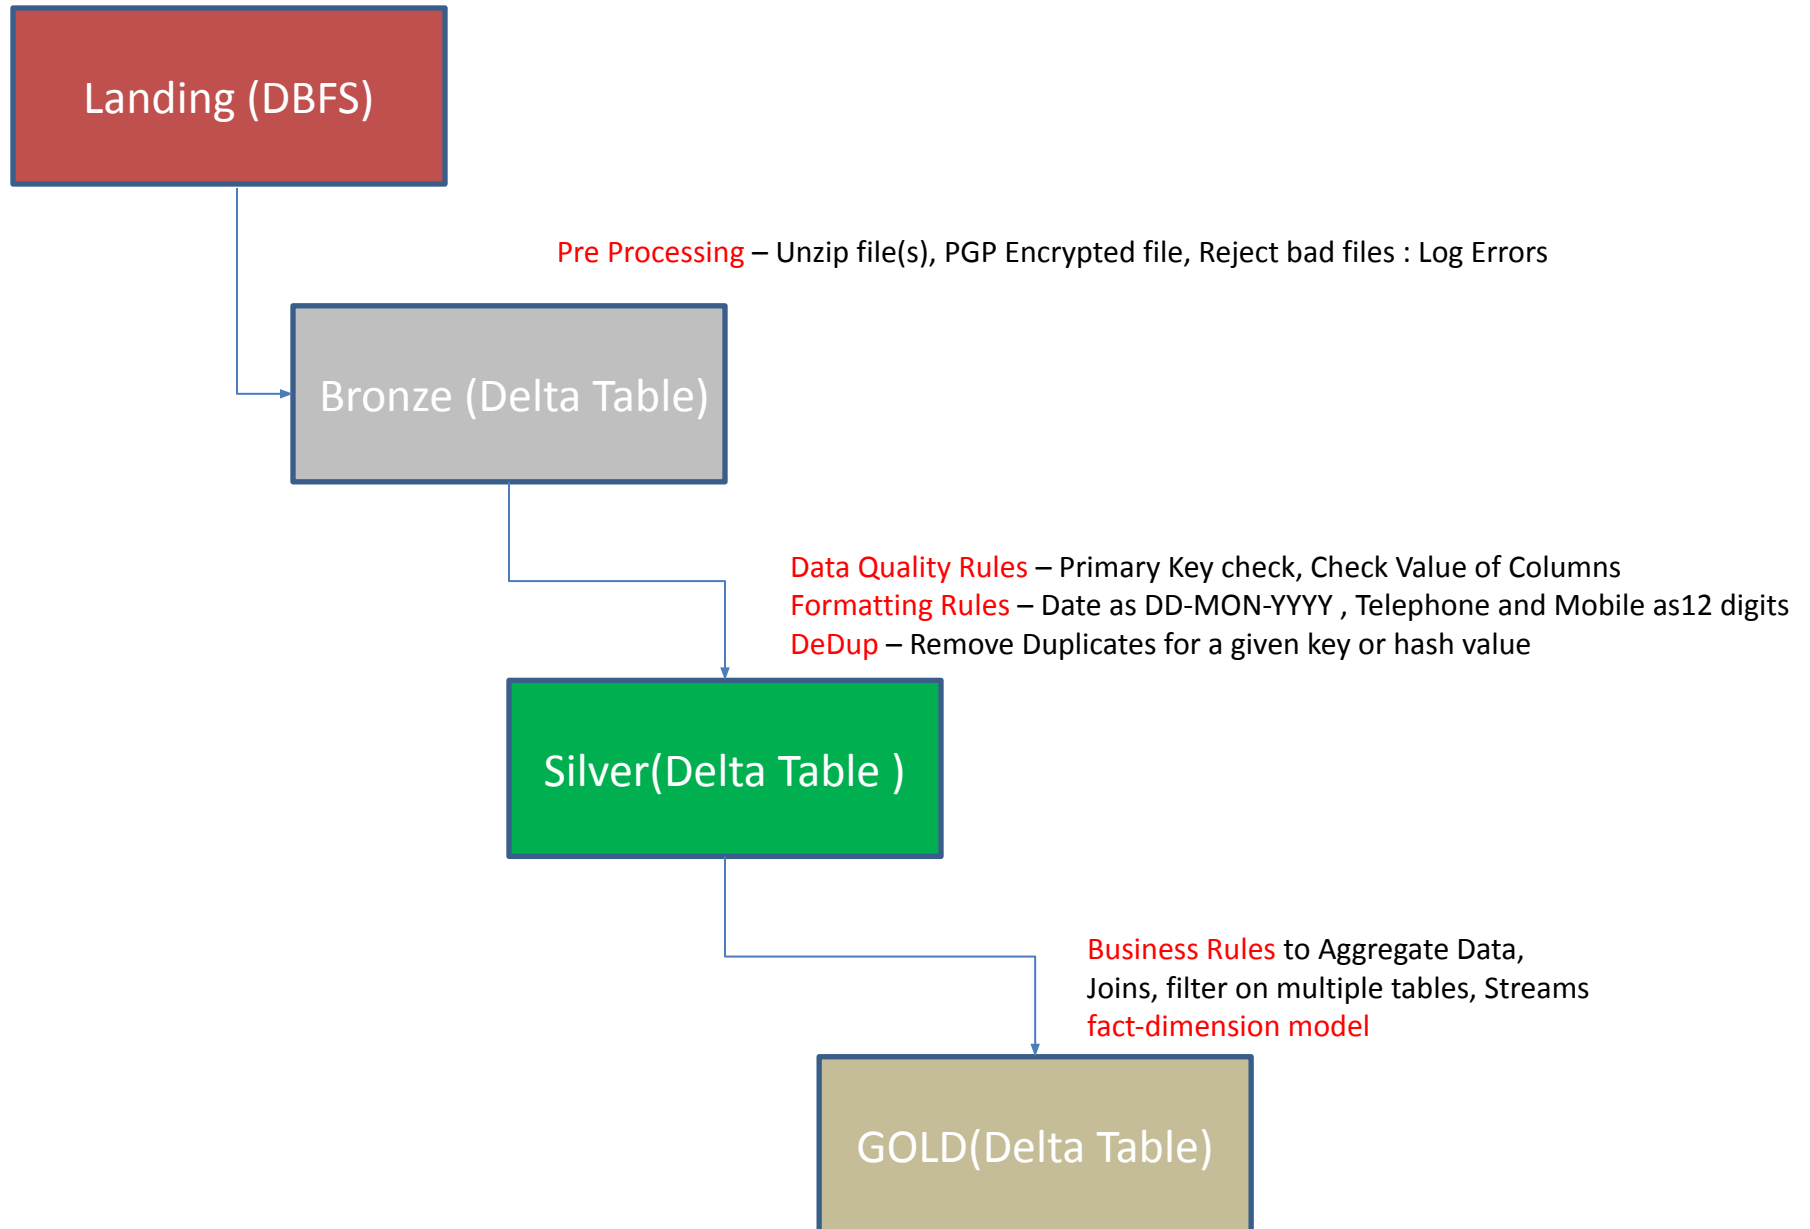 Landing (DBFS)
Pre Processing – Unzip file(s), PGP Encrypted file, Reject bad files : Log Errors
Bronze (Delta Table)
Data Quality Rules – Primary Key check, Check Value of Columns
Formatting Rules – Date as DD-MON-YYYY , Telephone and Mobile as12 digits
DeDup – Remove Duplicates for a given key or hash value
Silver(Delta Table )
Business Rules to Aggregate Data,
Joins, filter on multiple tables, Streams
fact-dimension model
GOLD(Delta Table)